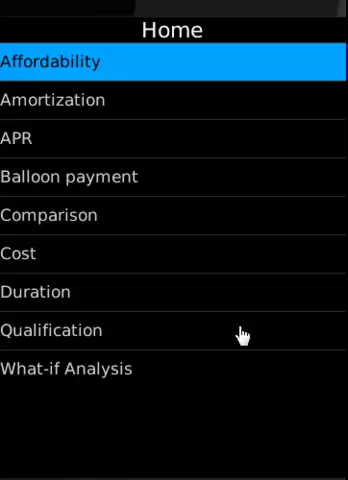 Home
Affordability
Amortization
APR
Balloon payment
Comparison
Cost
Duration
Qualification
What-if Analysis